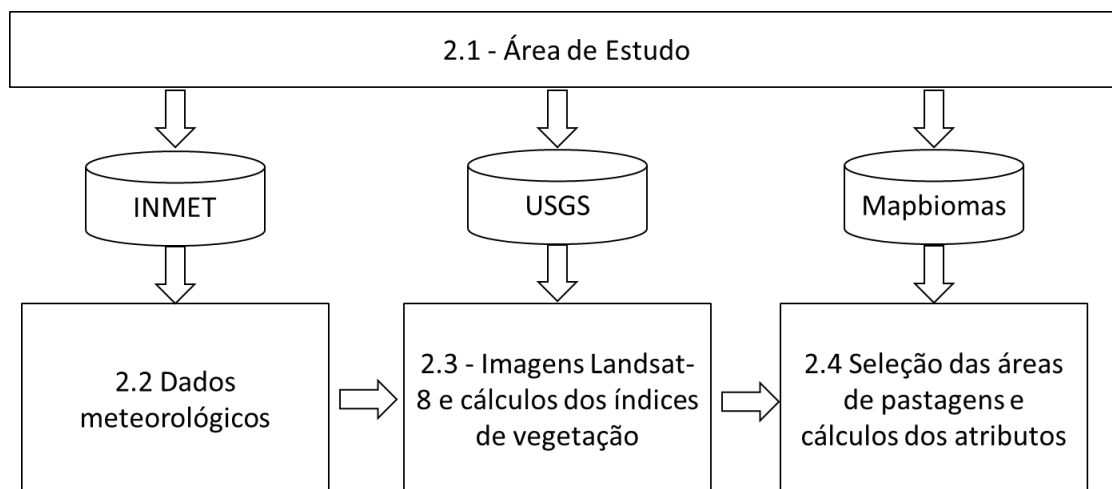 2.1 - Área de Estudo
INMET
USGS
Mapbiomas
2.2 Dados
meteorológicos
2.3 - Imagens Landsat-
8 e cálculos dos índices
de vegetação
2.4 Seleção das áreas
de pastagens e
cálculos dos atributos